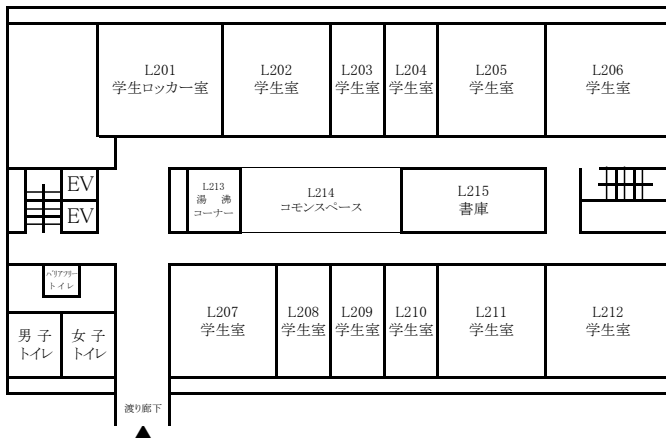 L201
学生ロッカー室
L202
学生室
L203
学生室
L204
学生室
L205
学生室
L206
学生室
EV
EV
L213
湯 沸
コーナー
L214
コモンスペース
L215
書庫
バリアフリー
トイレ
男 子
トイレ
女 子
トイレ
L207
学生室
L208
学生室
L209
学生室
L210
学生室
L211
学生室
L212
学生室
渡り廊下